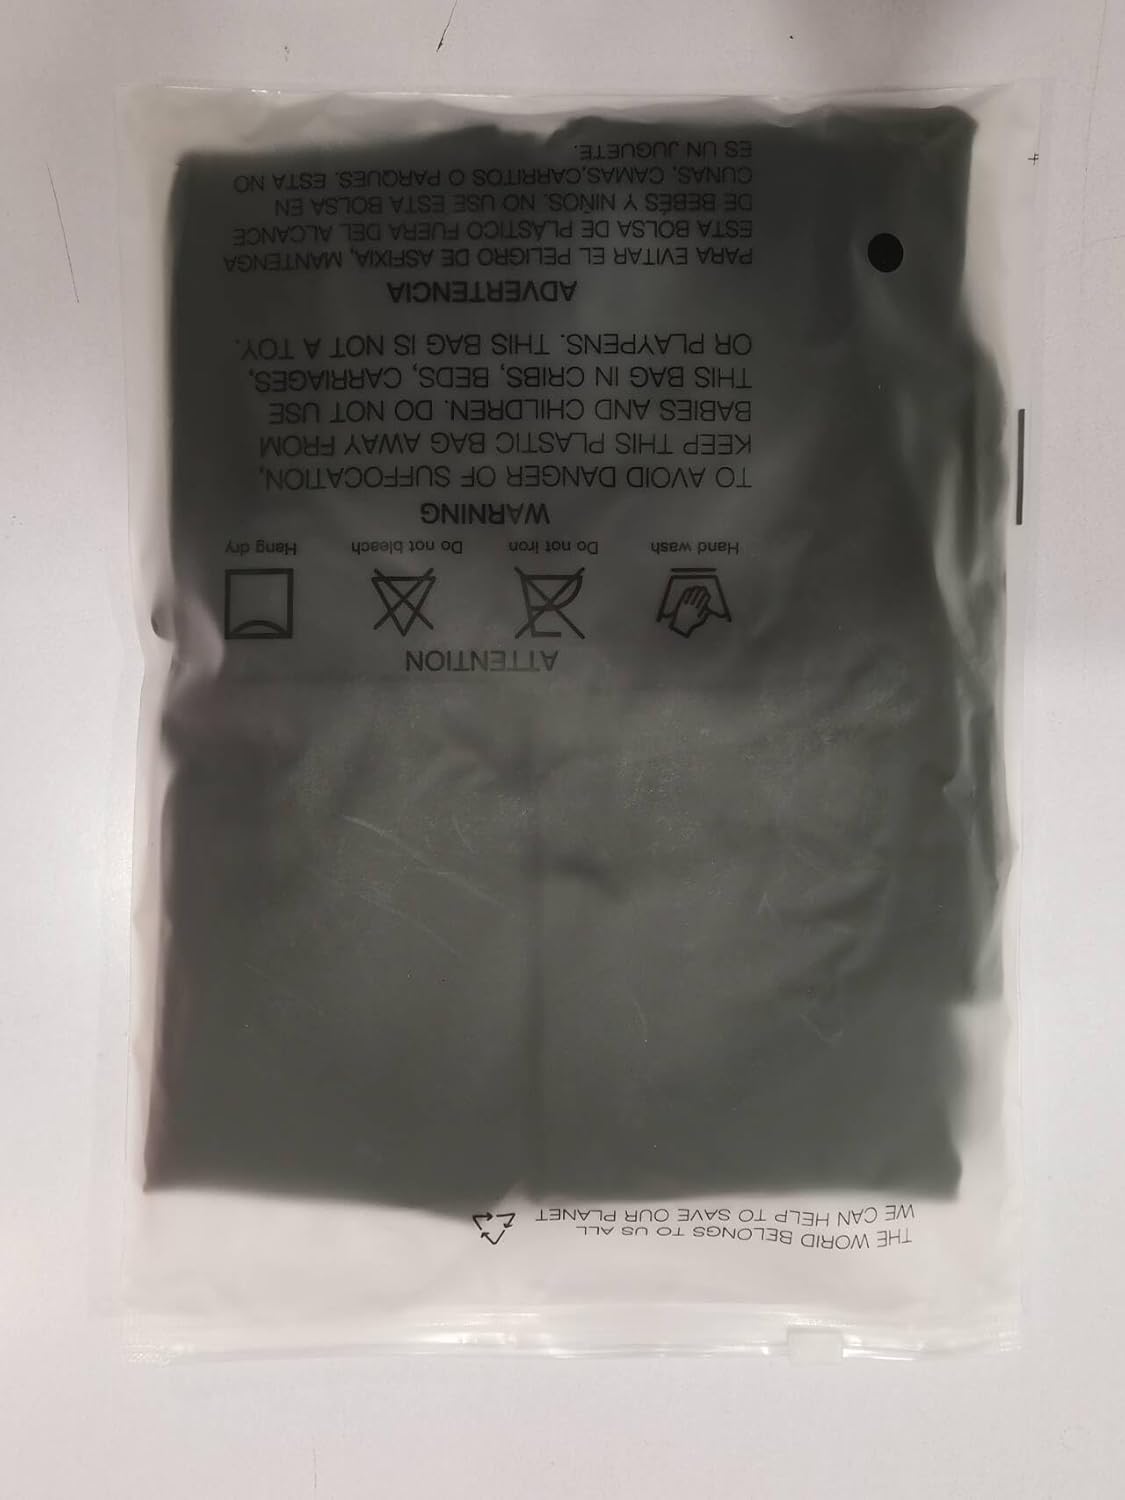 THE WORID BELONGS TO US ALL
WE CAN HELP TO SAVE OUR PLANET
ATTENTION
Hand wash
Do not iron
Do not bleach
Hang dry
WARNING
TO AVOID DANGER OF SUFFOCATION,
KEEP THIS PLASTIC BAG AWAY FROM
BABIES AND CHILDREN. DO NOT USE
THIS BAG IN CRIBS, BEDS, CARRIAGES,
OR PLAYPENS. THIS BAG IS NOT A TOY.
ADVERTENCIA
PARA EVITAR EL PELIGRO DE ASFIXIA, MANTENGA
ESTA BOLSA DE PLÁSTICO FUERA DEL ALCANCE
DE BEBÉS Y NIÑOS. NO USE ESTA BOLSA EN
CUNAS, CAMAS,CARRITOS O PARQUES. ESTA NO
ES UN JUGUETE.